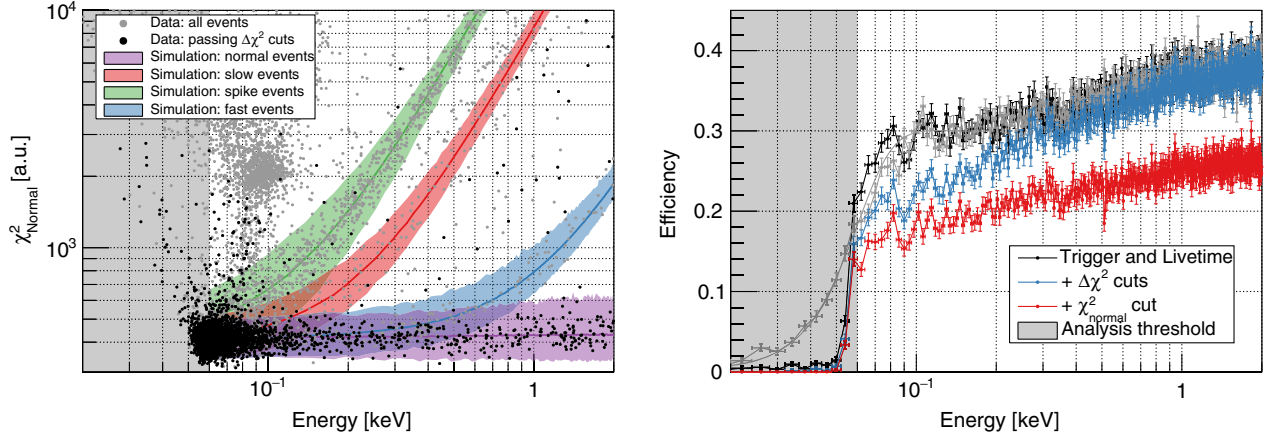 10⁴
10³
χ²Normal [a.u.]
Data: all events
Data: passing Δχ² cuts
Simulation: normal events
Simulation: slow events
Simulation: spike events
Simulation: fast events
10⁻¹
1
Energy [keV]
0.4
0.3
0.2
0.1
0
Efficiency
Trigger and Livetime
+ Δχ² cuts
+ χ²normal cut
Analysis threshold
10⁻¹
1
Energy [keV]